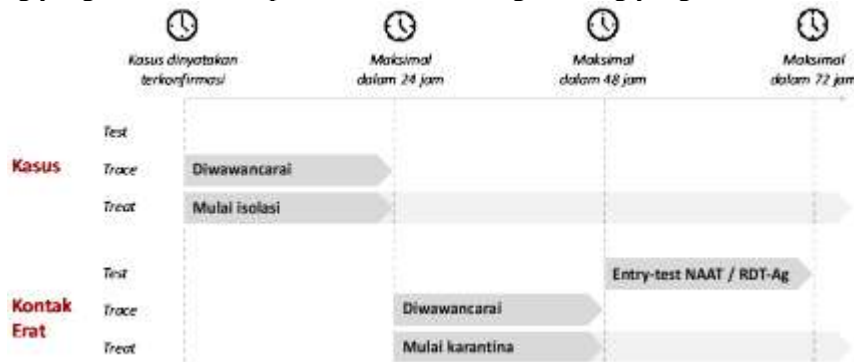 Kasus dinyatakan
terkonfirmasi
Maksimal
dalam 24 jam
Maksimal
dalam 48 jam
Maksimal
dalam 72 jam
Kasus
Test
Trace
Diwawancarai
Treat
Mulai isolasi
Kontak
Erat
Test
Entry-test NAAT / RDT-Ag
Trace
Diwawancarai
Treat
Mulai karantina